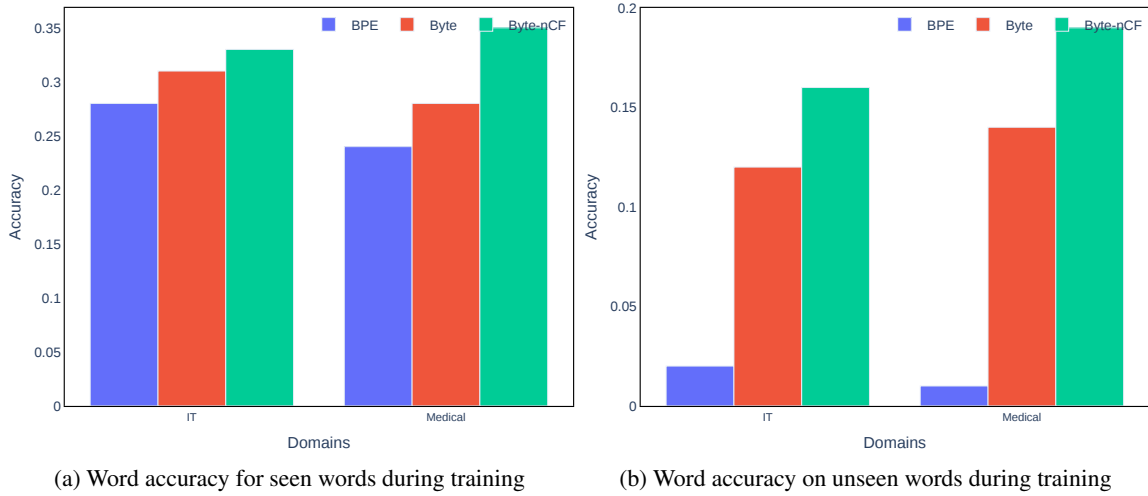 BPE Byte Byte-nCF
0.35
0.3
0.25
0.2
0.15
0.1
0.05
0
Accuracy
IT Medical
Domains
(a) Word accuracy for seen words during training
BPE Byte Byte-nCF
0.2
0.15
0.1
0.05
0
Accuracy
IT Medical
Domains
(b) Word accuracy on unseen words during training